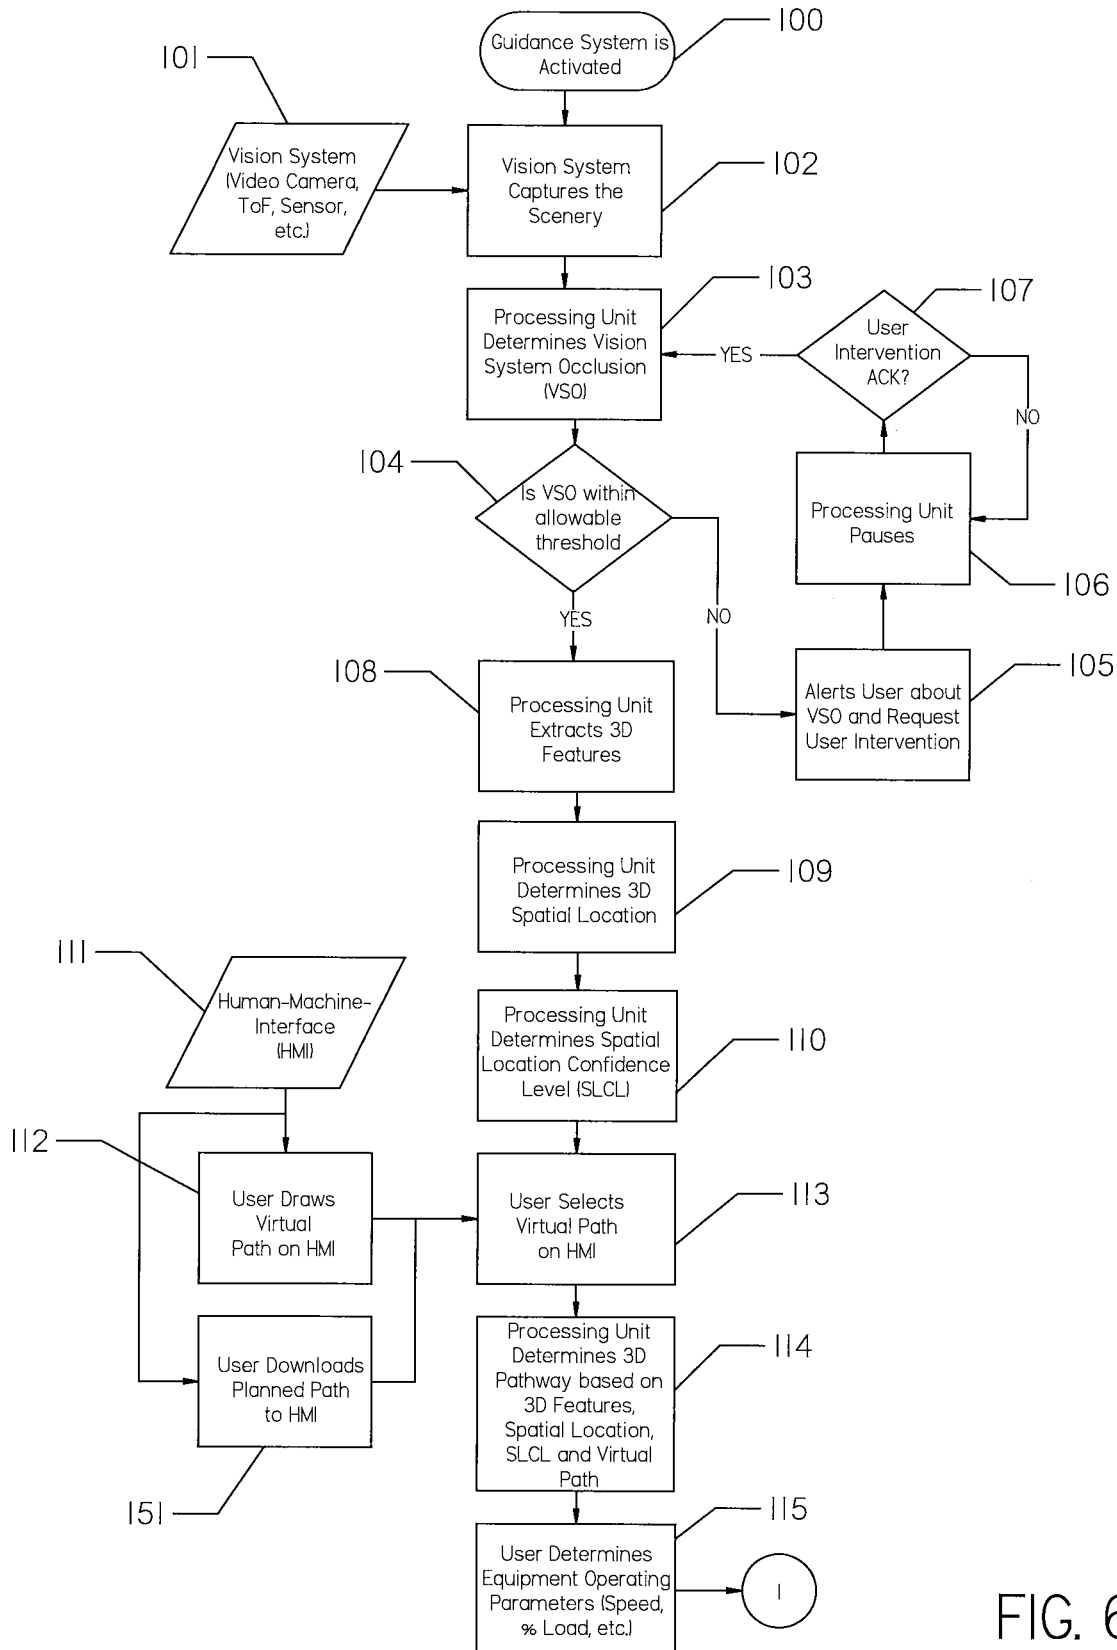 100
Guidance System is
Activated
101
Vision System
(Video Camera,
ToF, Sensor,
etc.)
102
Vision System
Captures the
Scenery
103
Processing Unit
Determines Vision
System Occlusion
(VSO)
107
User
Intervention
ACK?
YES
NO
104
Is VSO within
allowable
threshold
Processing Unit
Pauses
106
YES
NO
108
Processing Unit
Extracts 3D
Features
105
Alerts User about
VSO and Request
User Intervention
Processing Unit
Determines 3D
Spatial Location
109
111
Human-Machine-
Interface
(HMI)
Processing Unit
Determines Spatial
Location Confidence
Level (SLCL)
110
112
User Draws
Virtual
Path on HMI
User Selects
Virtual Path
on HMI
113
User Downloads
Planned Path
to HMI
151
Processing Unit
Determines 3D
Pathway based on
3D Features,
Spatial Location,
SLCL and Virtual
Path
114
115
User Determines
Equipment Operating
Parameters (Speed,
% Load, etc.)
1
FIG. 6